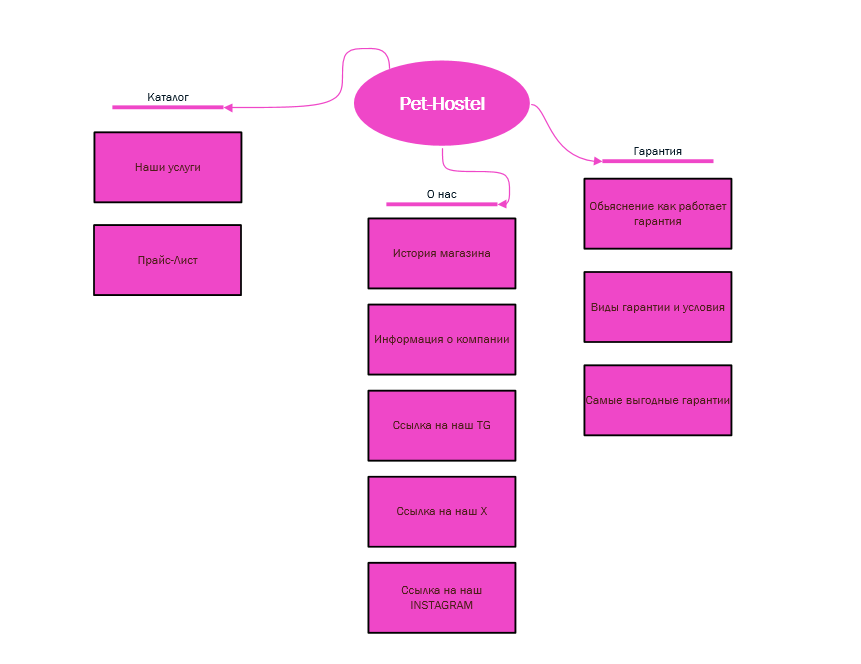 Pet-Hostel
Каталог
Наши услуги
Прайс-Лист
О нас
История магазина
Информация о компании
Ссылка на наш TG
Ссылка на наш X
Ссылка на наш
INSTAGRAM
Гарантия
Обьяснение как работает
гарантия
Виды гарантии и условия
Самые выгодные гарантии